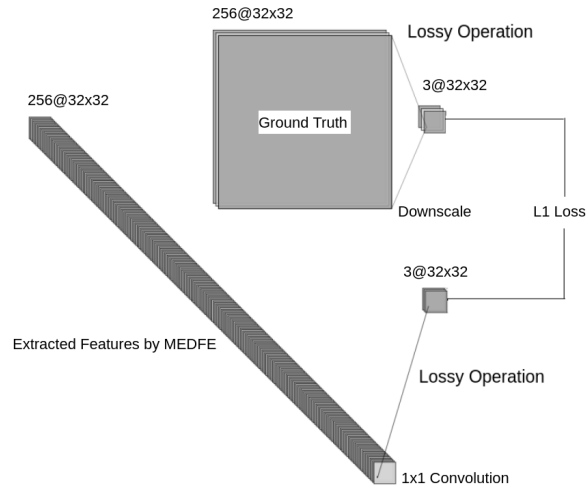 256@32x32
Lossy Operation
3@32x32
256@32x32
Ground Truth
Downscale
L1 Loss
3@32x32
Extracted Features by MEDFE
Lossy Operation
1x1 Convolution